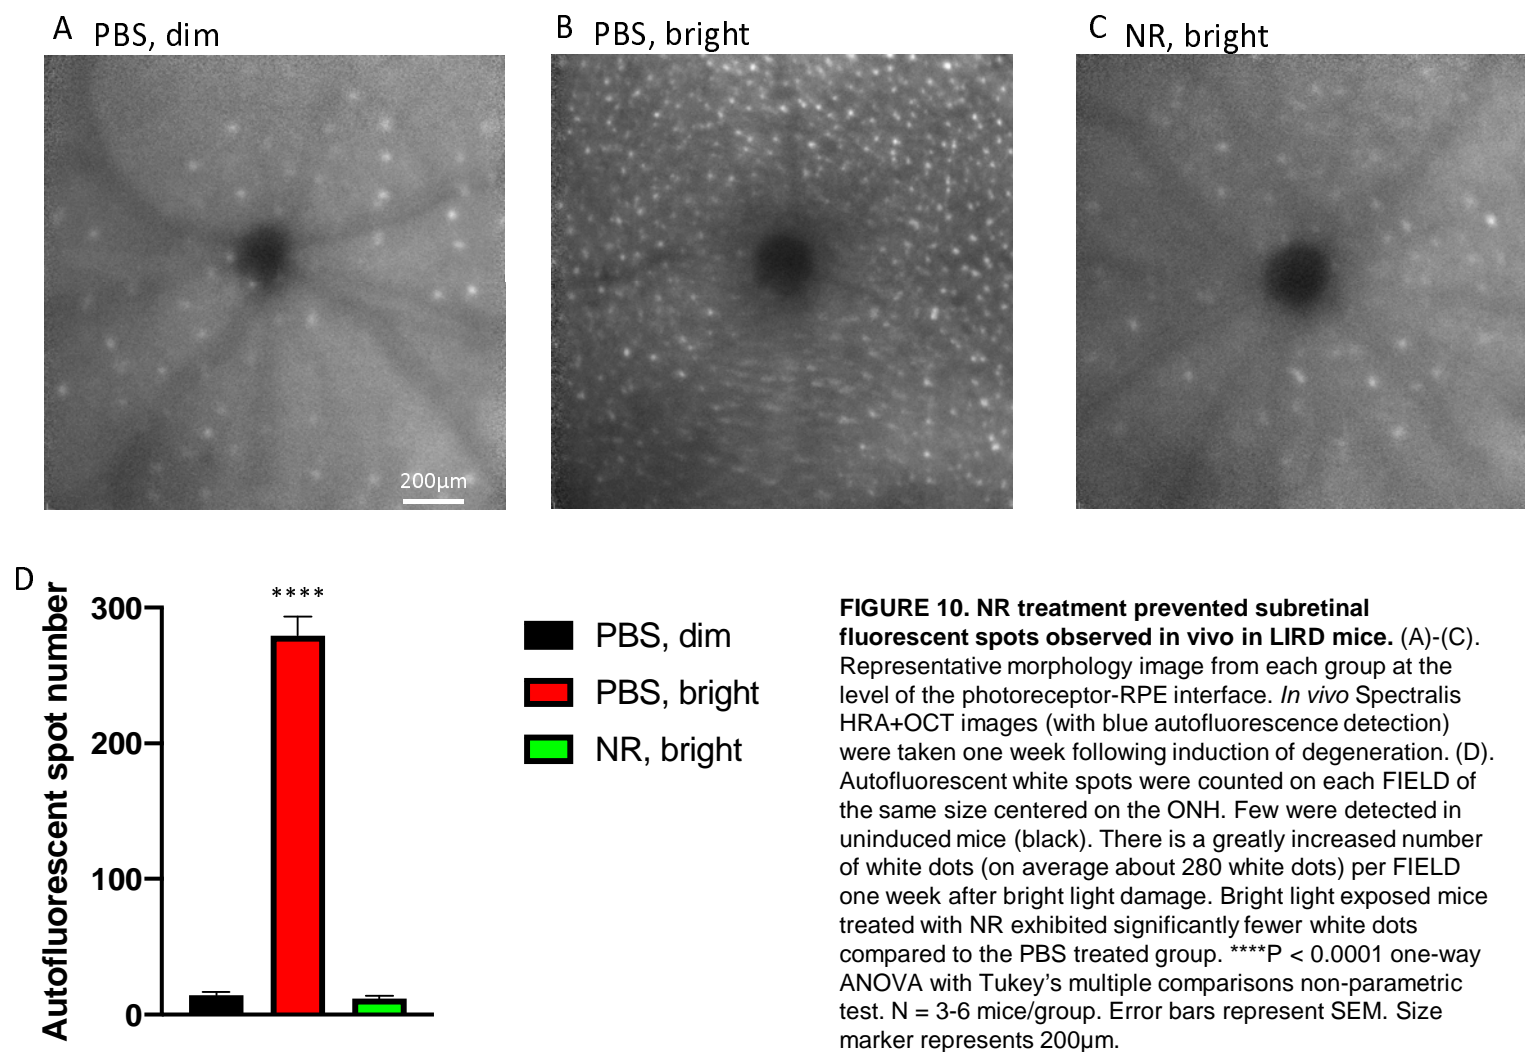 A PBS, dim
B PBS, bright
C NR, bright
200µm
D
Autofluorescent spot number
300
200
100
0
****
PBS, dim
PBS, bright
NR, bright
FIGURE 10. NR treatment prevented subretinal
fluorescent spots observed in vivo in LIRD mice. (A)-(C).
Representative morphology image from each group at the
level of the photoreceptor-RPE interface. In vivo Spectralis
HRA+OCT images (with blue autofluorescence detection)
were taken one week following induction of degeneration. (D).
Autofluorescent white spots were counted on each FIELD of
the same size centered on the ONH. Few were detected in
uninduced mice (black). There is a greatly increased number
of white dots (on average about 280 white dots) per FIELD
one week after bright light damage. Bright light exposed mice
treated with NR exhibited significantly fewer white dots
compared to the PBS treated group. ****P < 0.0001 one-way
ANOVA with Tukey’s multiple comparisons non-parametric
test. N = 3-6 mice/group. Error bars represent SEM. Size
marker represents 200µm.